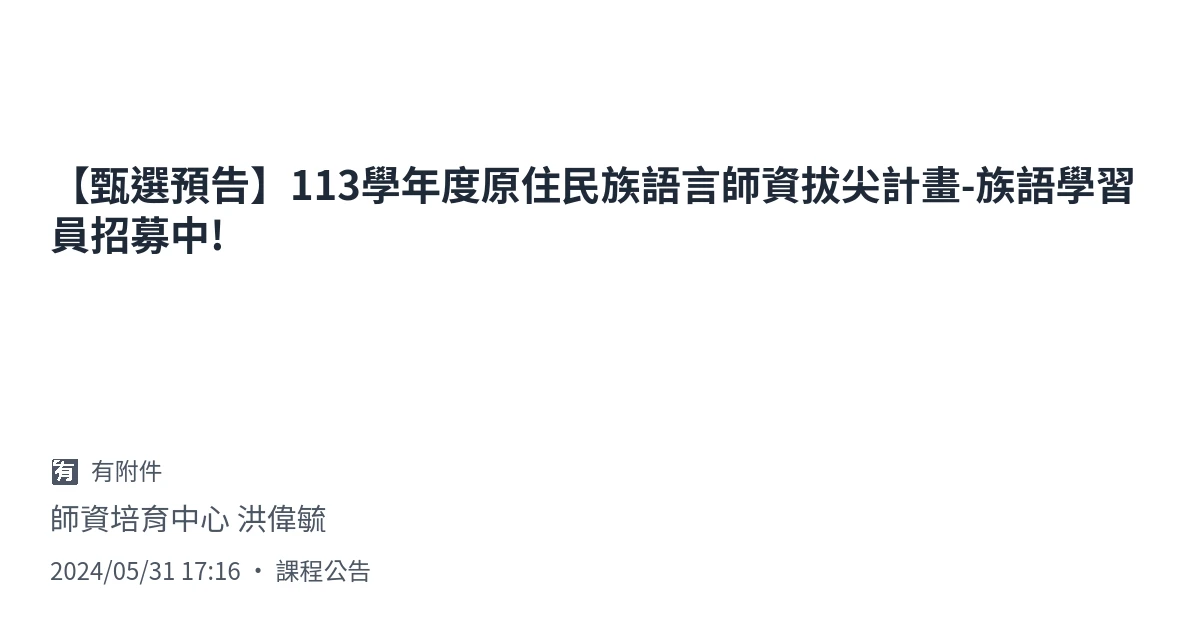 【甄選預告】113學年度原住民族語言師資拔尖計畫-族語學習
員招募中!
有 有附件
師資培育中心 洪偉毓
2024/05/31 17:16 • 課程公告